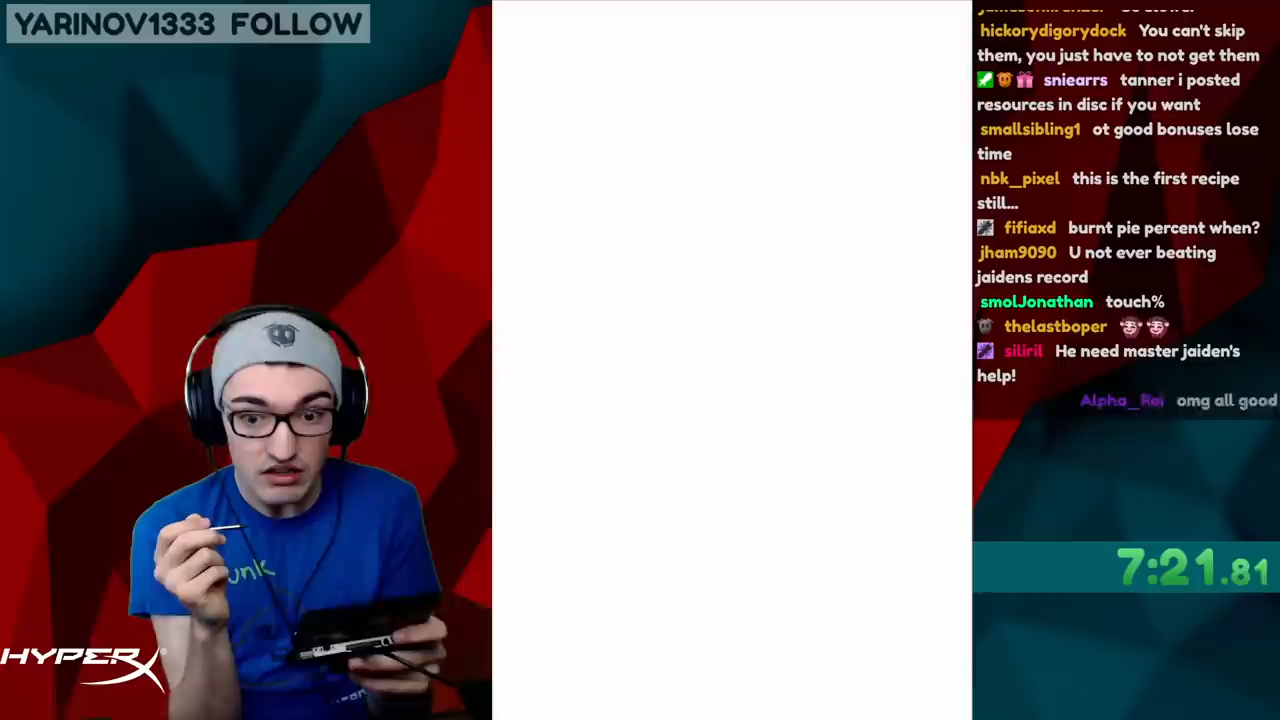 YARINOV1333 FOLLOW
hickorydigorydock You can't skip
them, you just have to not get them
sniearrs tanner i posted
resources in disc if you want
smallsibling1 ot good bonuses lose
time
nbk_pixel this is the first recipe
still...
fifiaxd burnt pie percent when?
jham9090 U not ever beating
jaidens record
smolJonathan touch%
thelastboper
siliril He need master jaiden's
help!
Alpha_Rai omg all good
7:21.81
unk
HYPERX